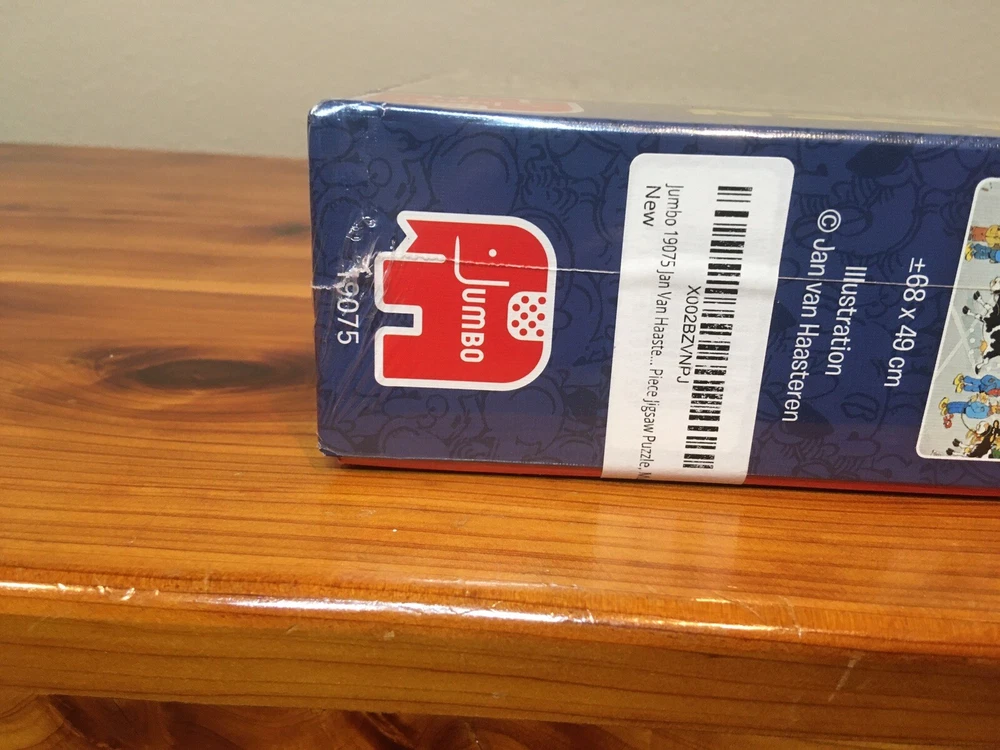 19075
Jumbo
Jumbo 19075 Jan Van Haaste... Piece Jigsaw Puzzle,
New
X002BZVNPJ
±68 x 49 cm
Illustration
© Jan van Haasteren